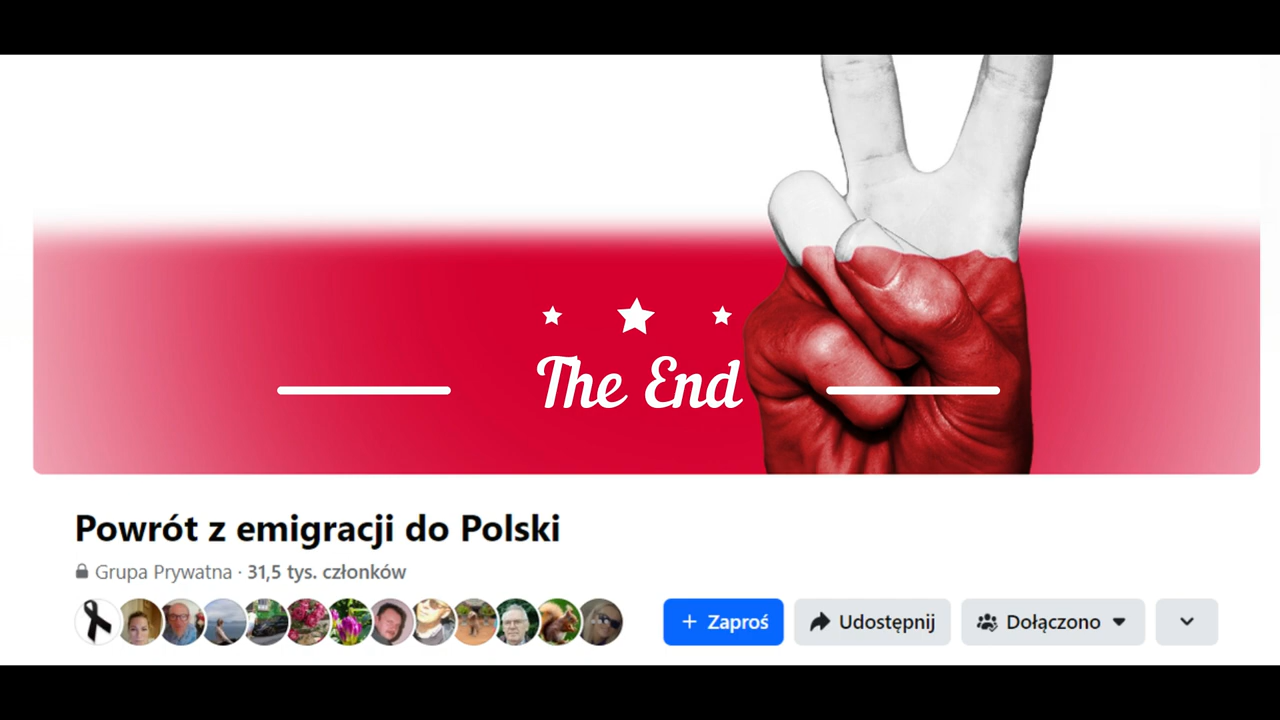 The End
Powrót z emigracji do Polski
Grupa Prywatna · 31,5 tys. członków
+ Zaproś Udostępnij Dołączono